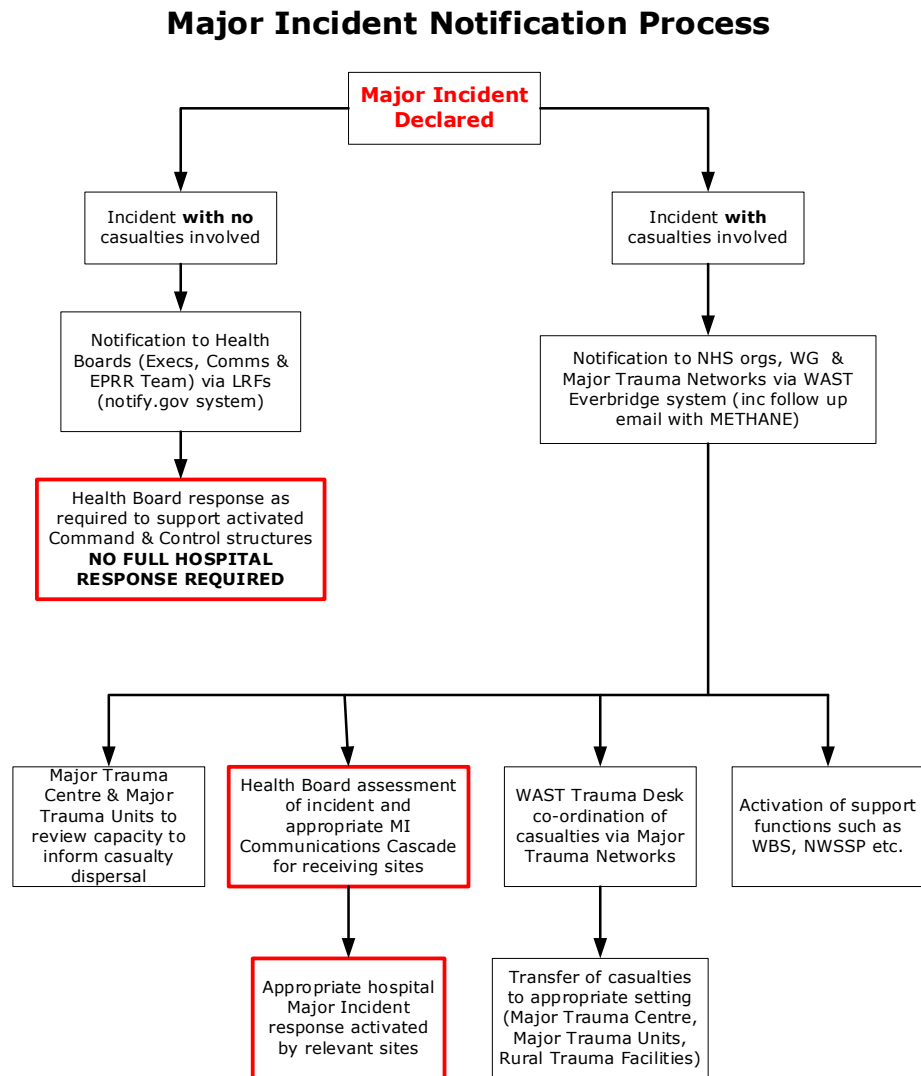 Major Incident Notification Process
Major Incident
Declared
Incident with no
casualties involved
Incident with
casualties involved
Notification to Health
Boards (Execs, Comms &
EPRR Team) via LRFs
(notify.gov system)
Notification to NHS orgs, WG &
Major Trauma Networks via WAST
Everbridge system (inc follow up
email with METHANE)
Health Board response as
required to support activated
Command & Control structures
NO FULL HOSPITAL
RESPONSE REQUIRED
Major Trauma
Centre & Major
Trauma Units to
review capacity to
inform casualty
dispersal
Health Board assessment
of incident and
appropriate MI
Communications Cascade
for receiving sites
WAST Trauma Desk
co-ordination of
casualties via Major
Trauma Networks
Activation of support
functions such as
WBS, NWSSP etc.
Appropriate hospital
Major Incident
response activated
by relevant sites
Transfer of casualties
to appropriate setting
(Major Trauma Centre,
Major Trauma Units,
Rural Trauma Facilities)